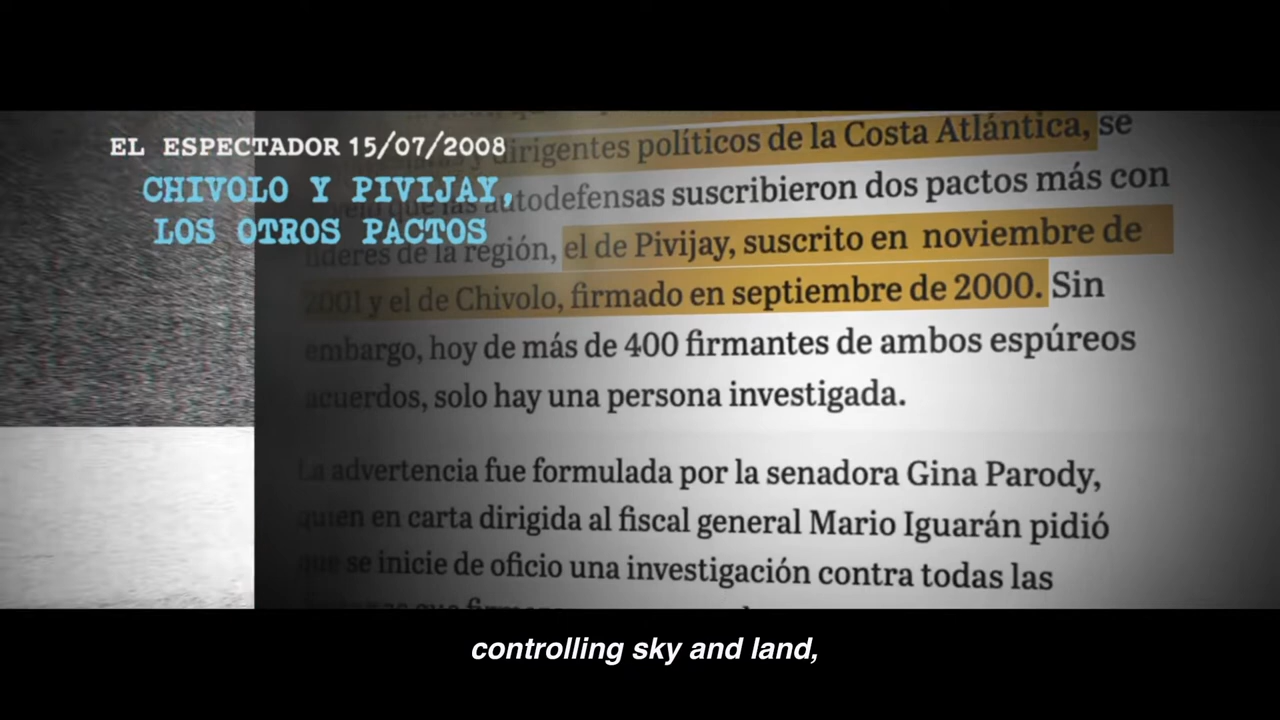 EL ESPECTADOR 15/07/2008
CHIVOLO Y PIVIJAY,
LOS OTROS PACTOS
dirigentes políticos de la Costa Atlántica, se
que las autodefensas suscribieron dos pactos más con
líderes de la región, el de Pivijay, suscrito en noviembre de
2001 y el de Chivolo, firmado en septiembre de 2000. Sin
embargo, hoy de más de 400 firmantes de ambos espúreos
acuerdos, solo hay una persona investigada.
La advertencia fue formulada por la senadora Gina Parody,
quien en carta dirigida al fiscal general Mario Iguarán pidió
que se inicie de oficio una investigación contra todas las
controlling sky and land,